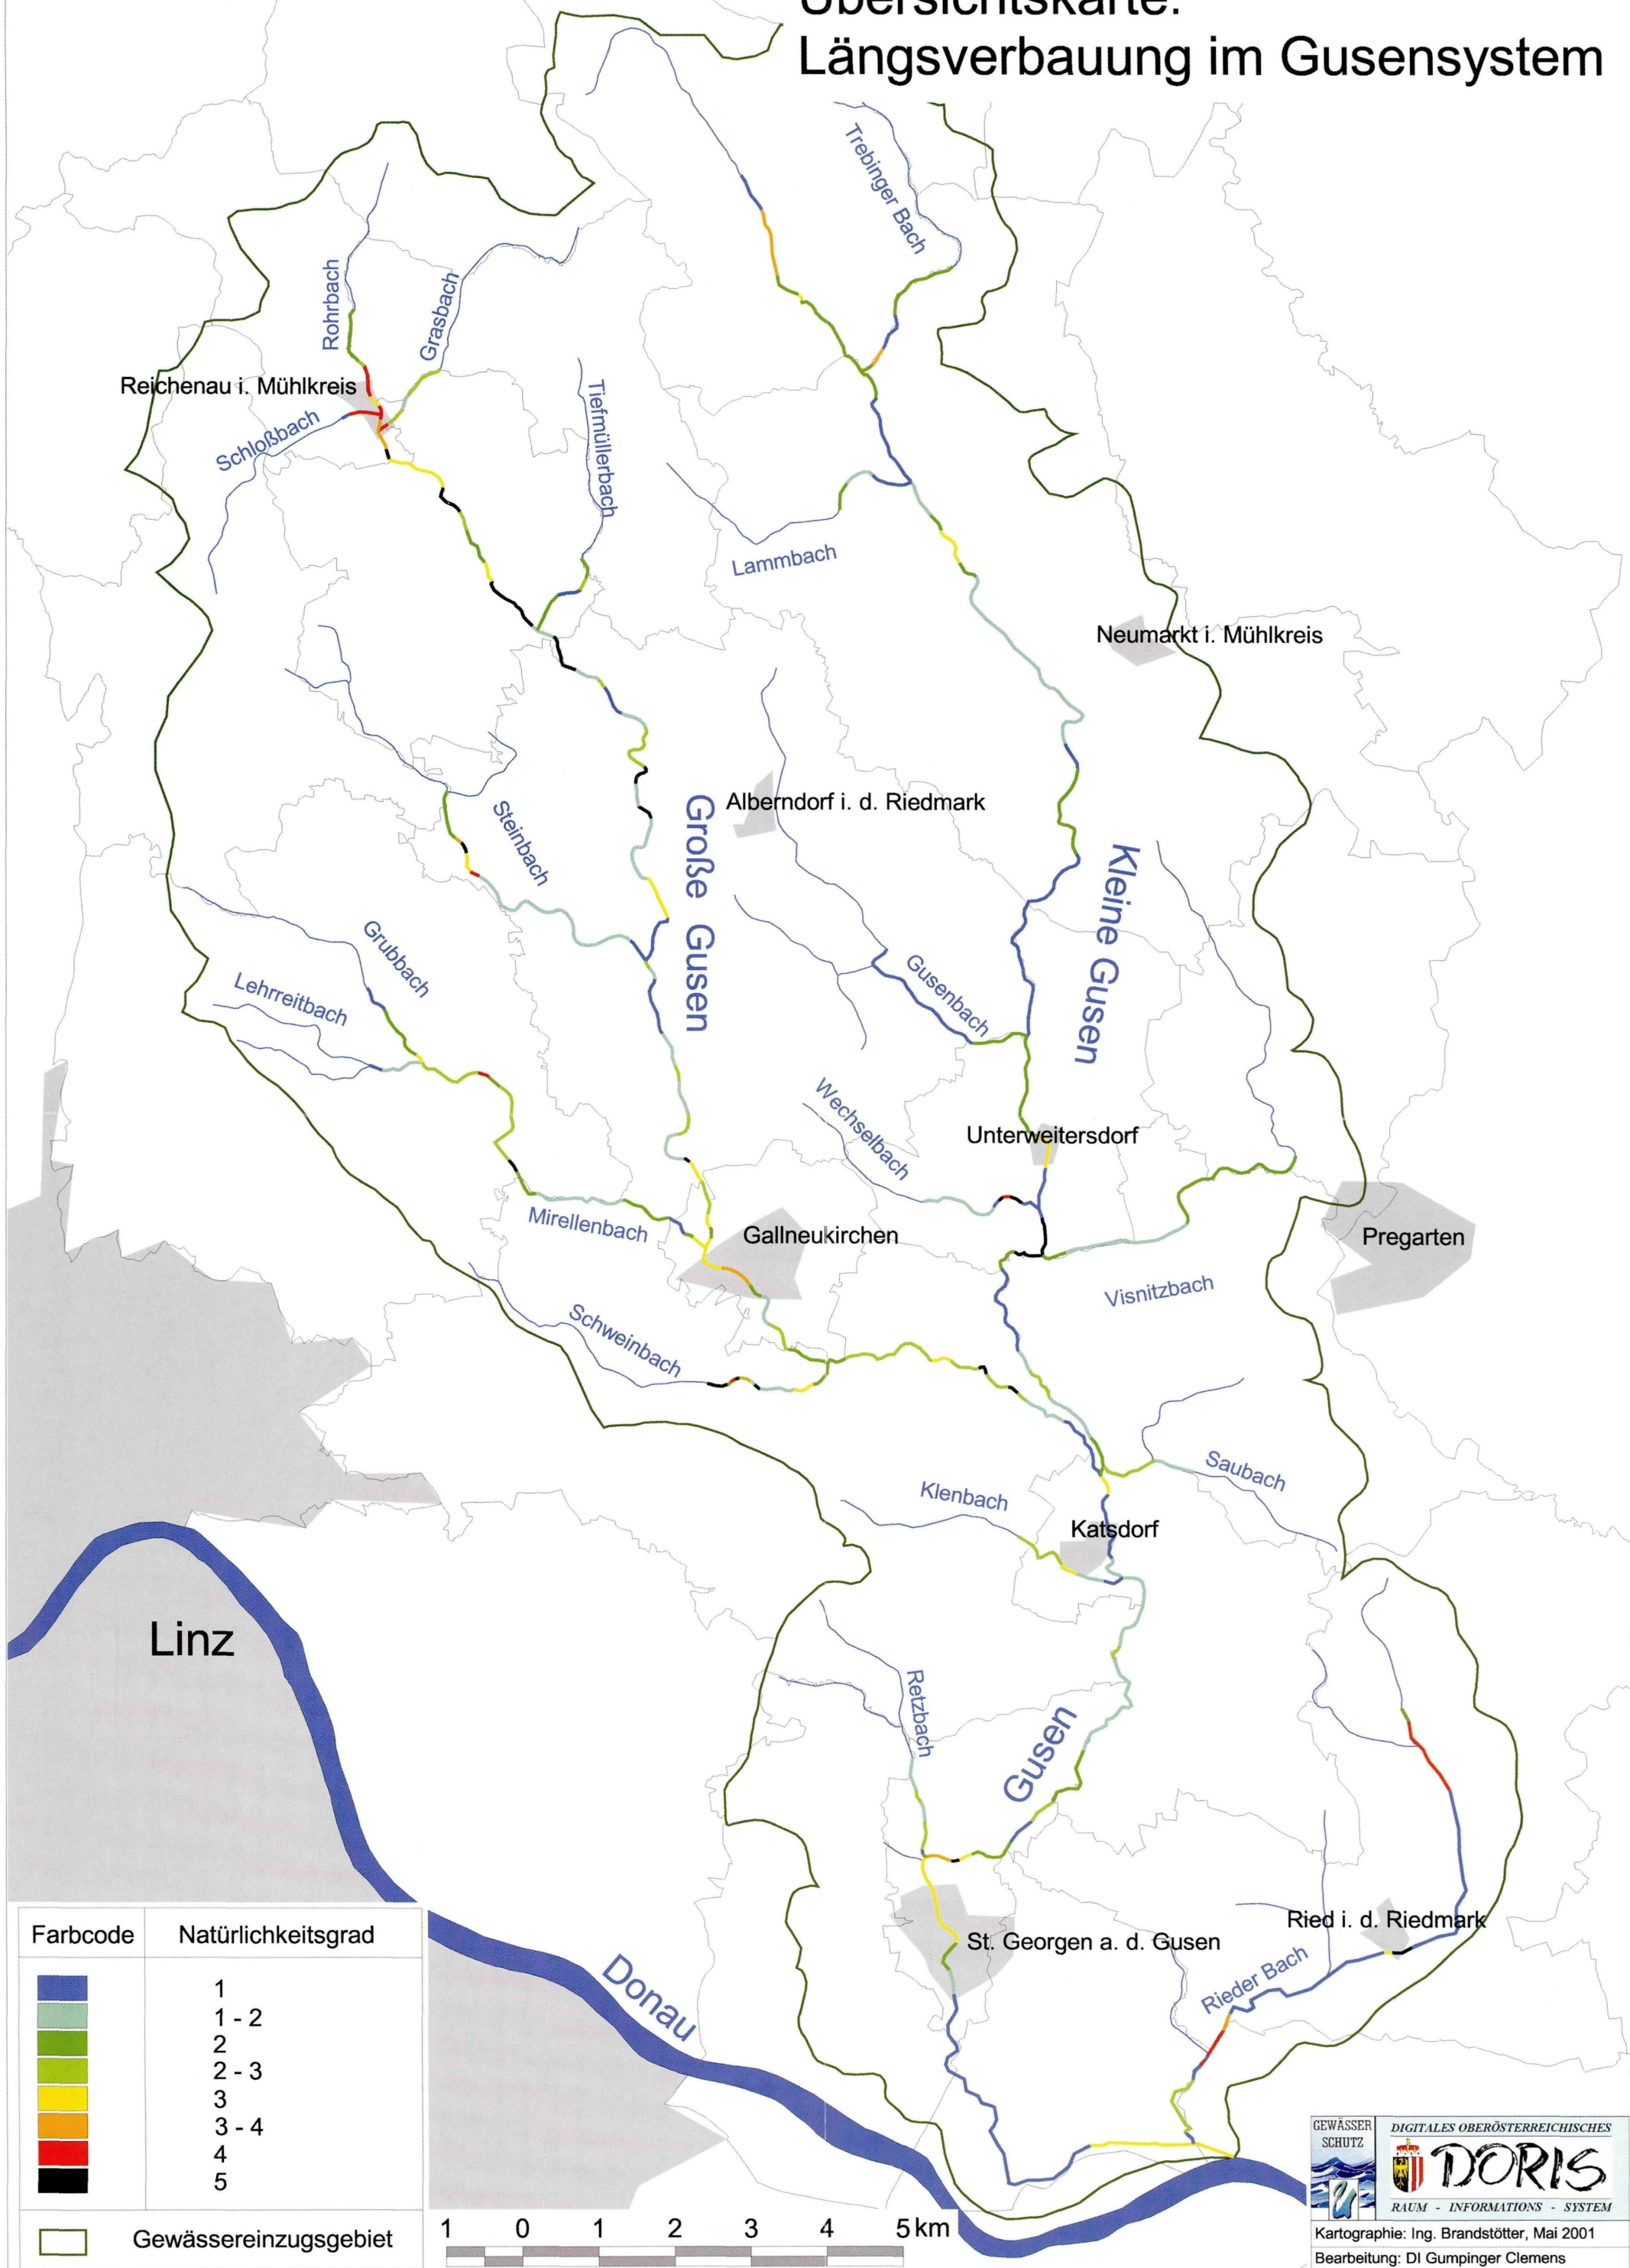 Übersichtskarte:
Längsverbauung im Gusensystem
Trebinger Bach
Rohrbach
Grasbach
Reichenau i. Mühlkreis
Schloßbach
Tiefmüllerbach
Lammbach
Neumarkt i. Mühlkreis
Alberndorf i. d. Riedmark
Steinbach
Große Gusen
Kleine Gusen
Grubbach
Lehrreitbach
Gusenbach
Wechselbach
Unterweitersdorf
Mirellenbach
Gallneukirchen
Pregarten
Visnitzbach
Schweinbach
Saubach
Klenbach
Katsdorf
Linz
Retzbach
Gusen
Ried i. d. Riedmark
St. Georgen a. d. Gusen
Rieder Bach
Donau
Farbcode Natürlichkeitsgrad
1
1 - 2
2
2 - 3
3
3 - 4
4
5
Gewässereinzugsgebiet
1 0 1 2 3 4 5 km
GEWÄSSER
SCHUTZ
DIGITALES OBERÖSTERREICHISCHES
DORIS
RAUM - INFORMATIONS - SYSTEM
Kartographie: Ing. Brandstötter, Mai 2001
Bearbeitung: DI Gumpinger Clemens